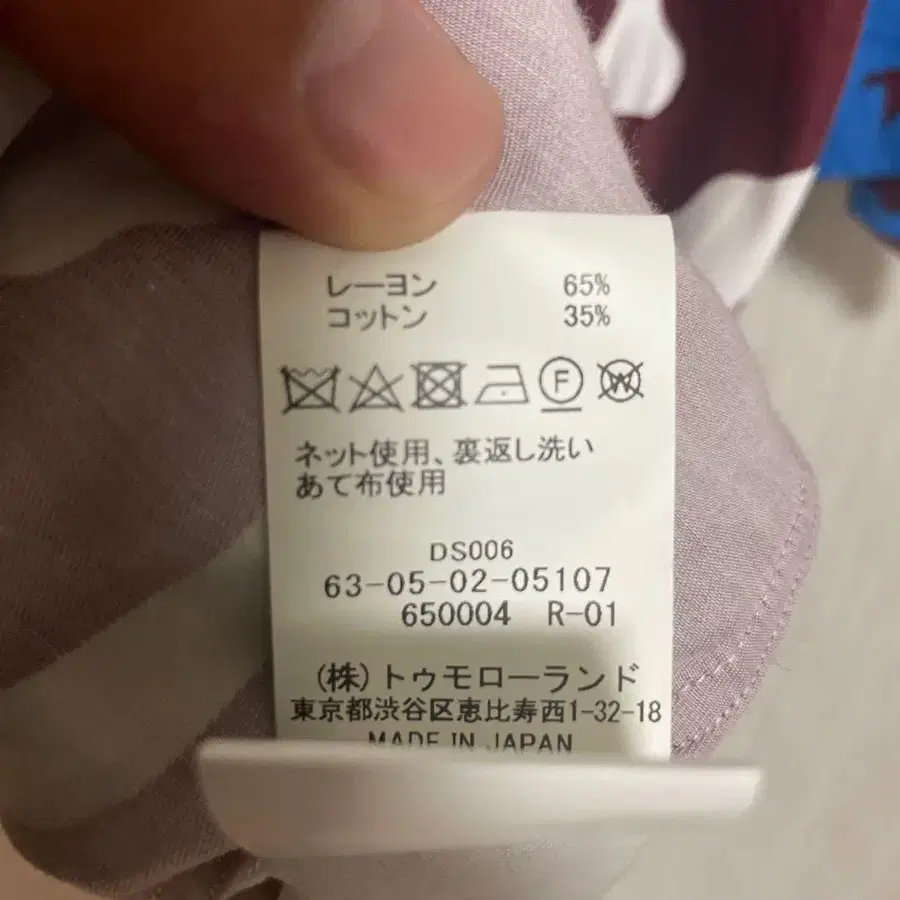 レーヨン 65%
コットン 35%
F W
ネット使用、裏返し洗い
あて布使用
DS006
63-05-02-05107
650004 R-01
(株)トゥモローランド
東京都渋谷区恵比寿西1-32-18
MADE IN JAPAN